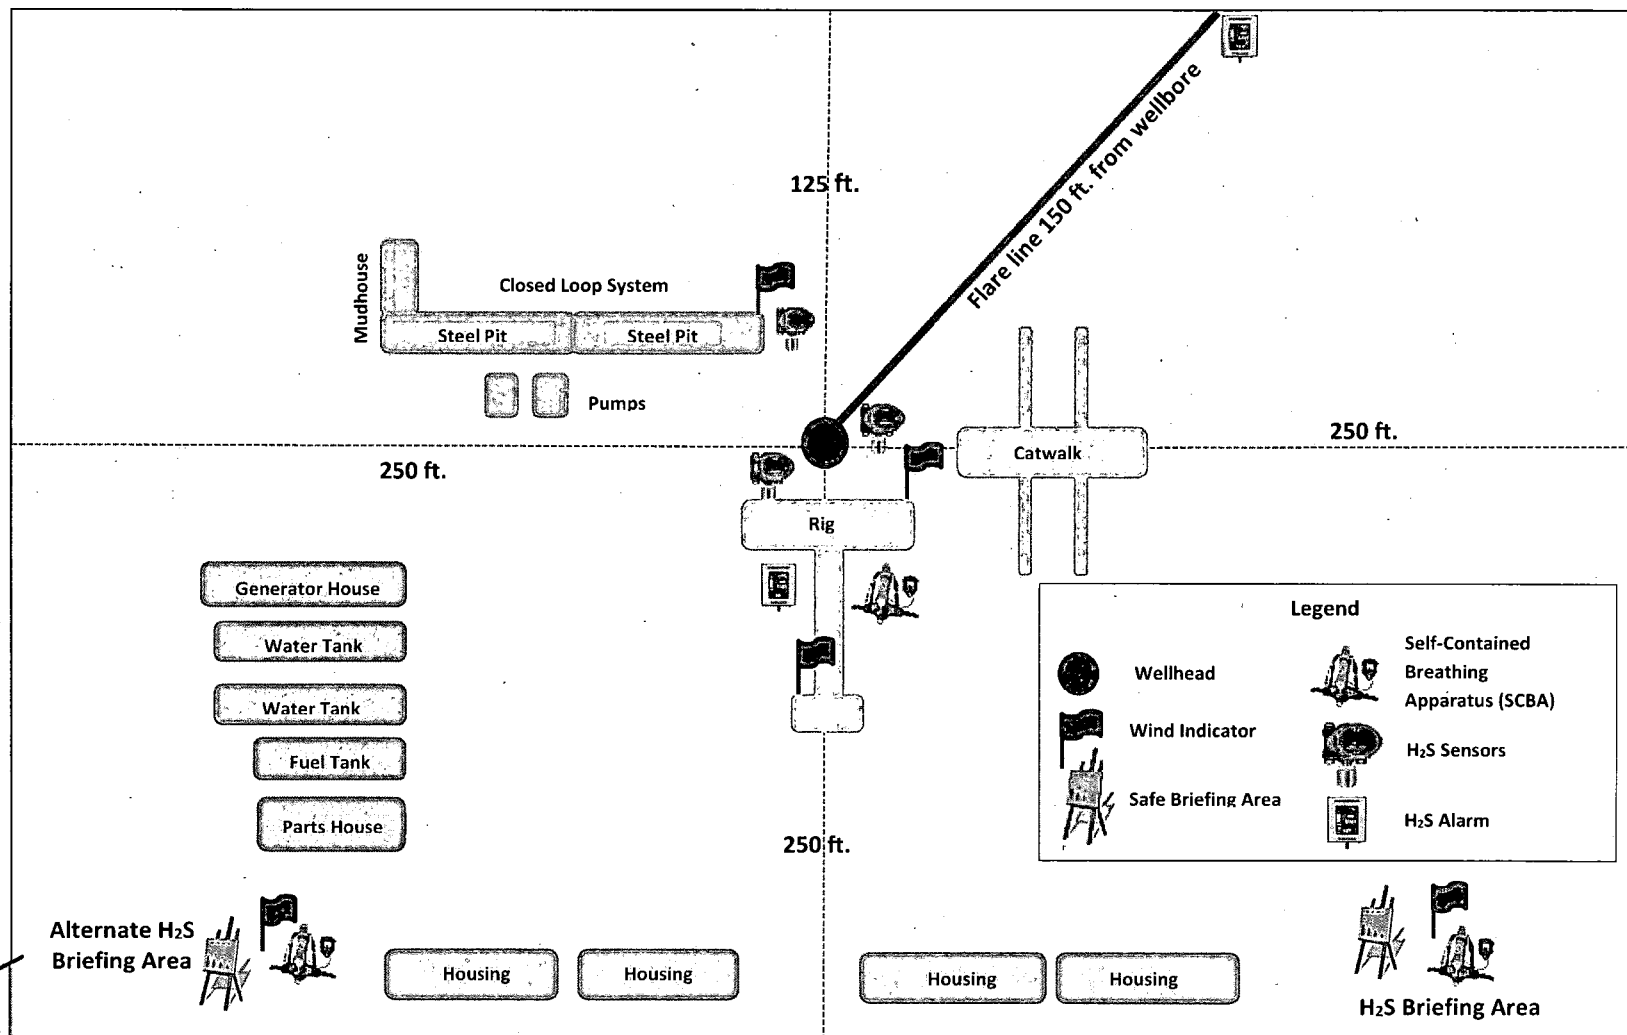 125 ft.
Flare line 150 ft. from wellbore
Mudhouse
Closed Loop System
Steel Pit
Steel Pit
Pumps
250 ft.
250 ft.
Catwalk
Rig
Generator House
Water Tank
Water Tank
Fuel Tank
Parts House
250 ft.
Legend
Wellhead
Wind Indicator
Safe Briefing Area
Self-Contained
Breathing
Apparatus (SCBA)
H2S Sensors
H2S Alarm
Alternate H2S
Briefing Area
Housing
Housing
Housing
Housing
H2S Briefing Area